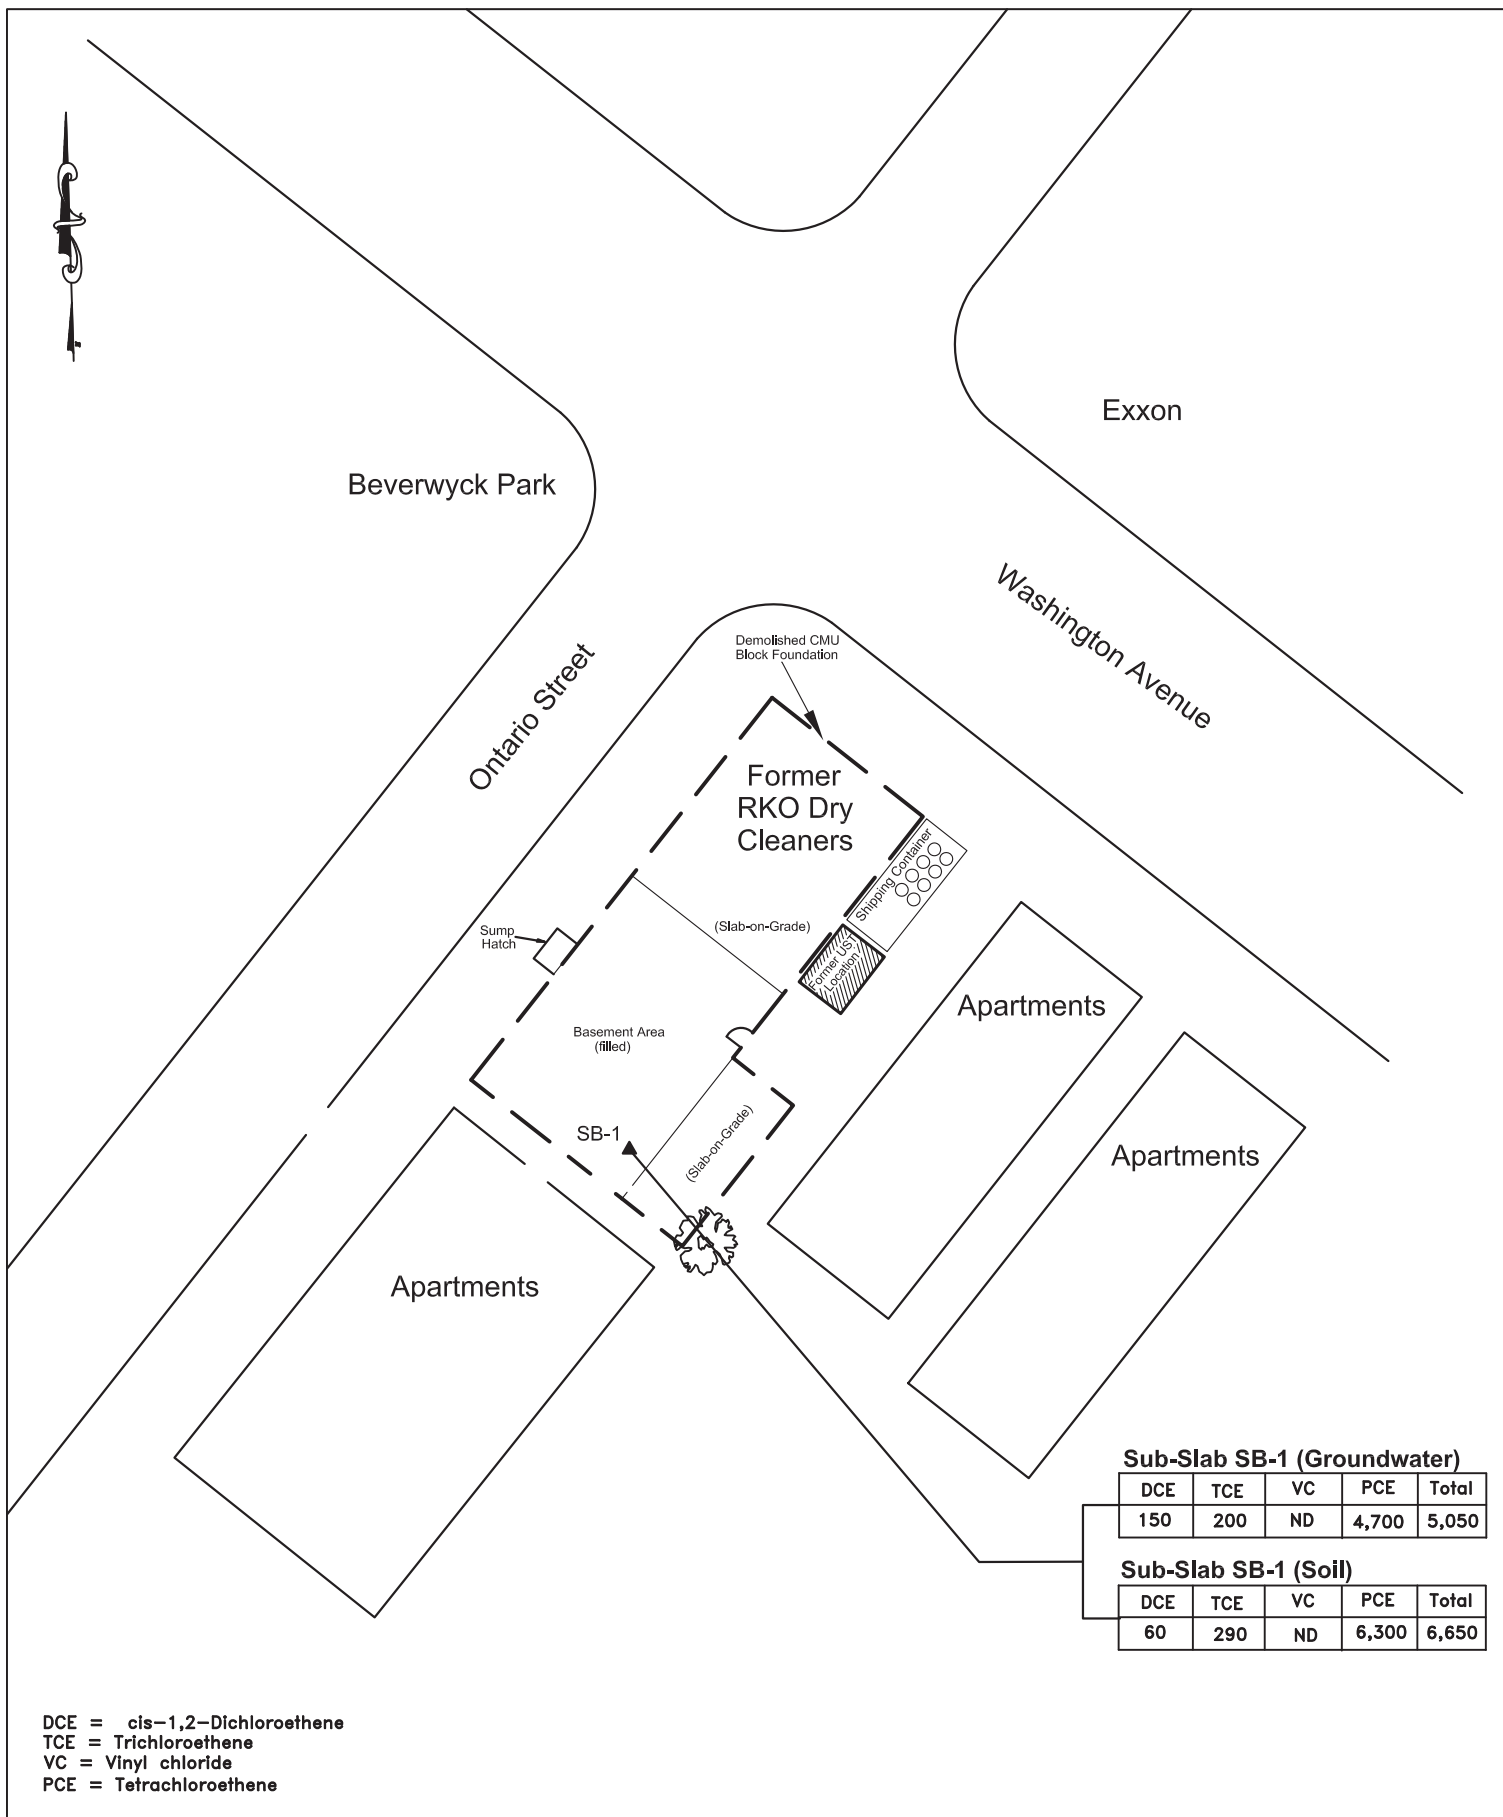 Exxon
Beverwyck Park
Washington Avenue
Ontario Street
Demolished CMU
Block Foundation
Former
RKO Dry
Cleaners
Shipping Container
(Slab-on-Grade)
Sump
Hatch
Former UST
Location
Apartments
Basement Area
(filled)
SB-1
(Slab-on-Grade)
Apartments
Apartments
Sub-Slab SB-1 (Groundwater)
DCE TCE VC PCE Total
150 200 ND 4,700 5,050
Sub-Slab SB-1 (Soil)
DCE TCE VC PCE Total
60 290 ND 6,300 6,650
DCE = cis-1,2-Dichloroethene
TCE = Trichloroethene
VC = Vinyl chloride
PCE = Tetrachloroethene